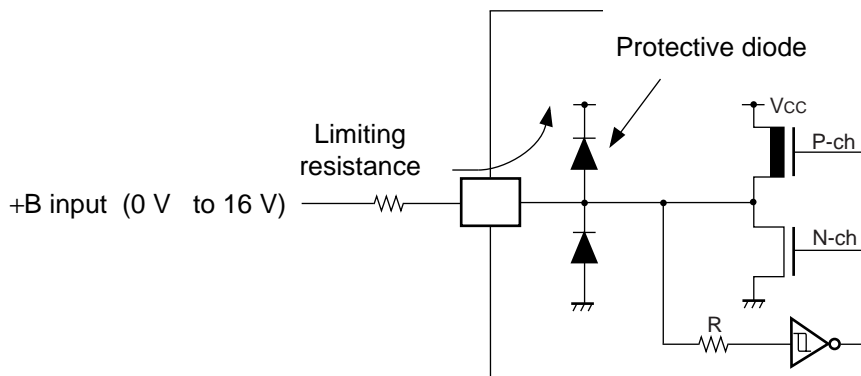 Protective diode
Limiting
resistance
VCC
P-ch
+B input (0 V to 16 V)
N-ch
R